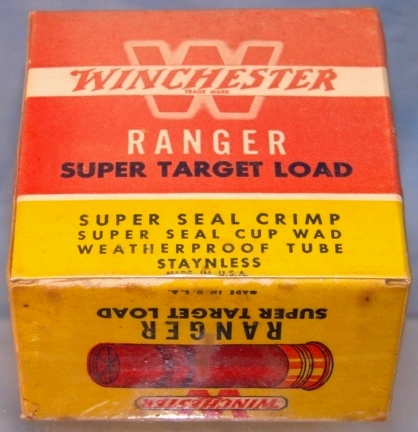 WINCHESTER
TRADE MARK
RANGER
SUPER TARGET LOAD
SUPER SEAL CRIMP
SUPER SEAL CUP WAD
WEATHERPROOF TUBE
STAYNLESS
MADE IN U.S.A.
WINCHESTER
RANGER
SUPER TARGET LOAD
MADE IN U.S.A.